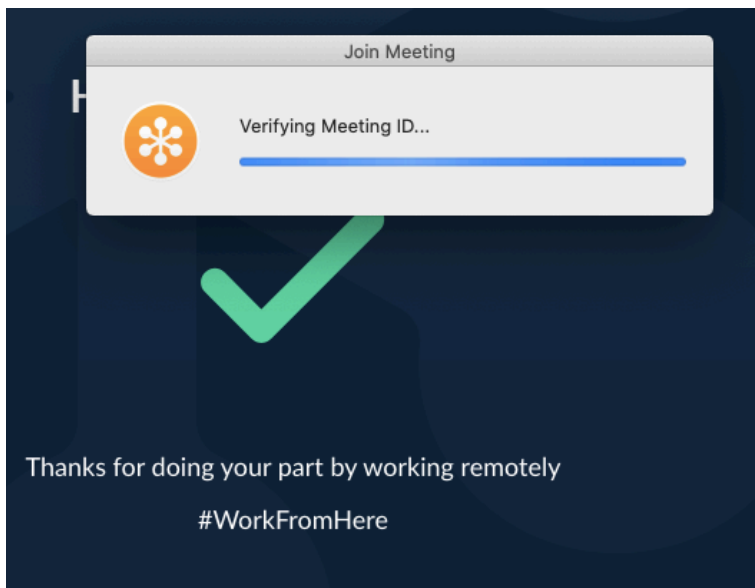 Join Meeting
Verifying Meeting ID...
Thanks for doing your part by working remotely
#WorkFromHere